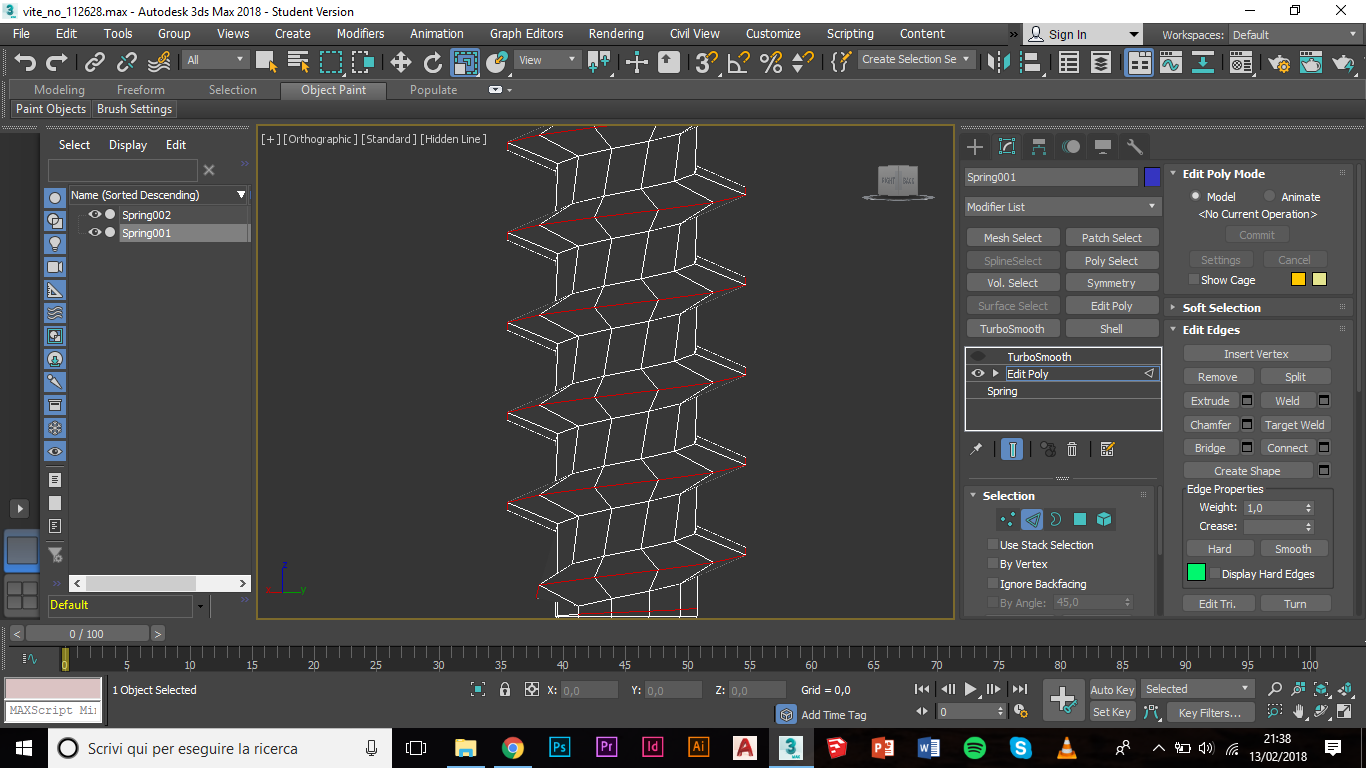 vite_no_112628.max - Autodesk 3ds Max 2018 - Student Version
File Edit Tools Group Views Create Modifiers Animation Graph Editors Rendering Civil View Customize Scripting Content » Sign In Workspaces: Default
All View Create Selection Se
Modeling Freeform Selection Object Paint Populate
Paint Objects Brush Settings
Select Display Edit
Name (Sorted Descending)
Spring002
Spring001
Default
[+] [Orthographic] [Standard] [Hidden Line]
RIGHT
z
x
y
Spring001
Modifier List
Mesh Select Patch Select
SplineSelect Poly Select
Vol. Select Symmetry
Surface Select Edit Poly
TurboSmooth Shell
TurboSmooth
Edit Poly
Spring
Selection
Use Stack Selection
By Vertex
Ignore Backfacing
By Angle: 45,0
Edit Poly Mode
Model Animate
<No Current Operation>
Commit
Settings Cancel
Show Cage
Soft Selection
Edit Edges
Insert Vertex
Remove Split
Extrude Weld
Chamfer Target Weld
Bridge Connect
Create Shape
Edge Properties
Weight: 1,0
Crease:
Hard Smooth
Display Hard Edges
Edit Tri. Turn
< 0 / 100 >
0 5 10 15 20 25 30 35 40 45 50 55 60 65 70 75 80 85 90 95 100
MAXScript Mi
1 Object Selected
X: 0,0 Y: 0,0 Z: 0,0 Grid = 0,0
Add Time Tag
0
Auto Key Selected
Set Key Key Filters...
Scrivi qui per eseguire la ricerca
Ps Pr Id Ai A 3 MAX P W S
21:38
13/02/2018